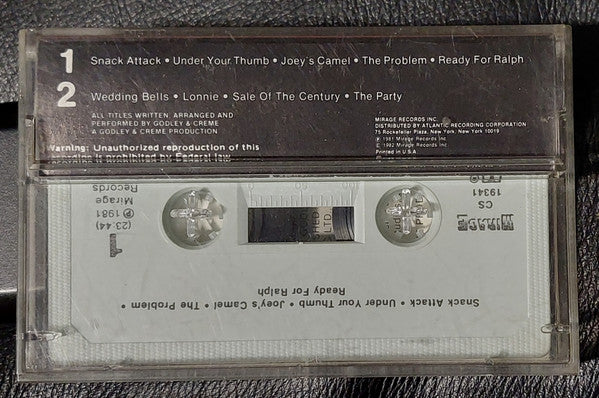 1 Snack Attack • Under Your Thumb • Joey's Camel • The Problem • Ready For Ralph
2 Wedding Bells • Lonnie • Sale Of The Century • The Party
ALL TITLES WRITTEN, ARRANGED AND
PERFORMED BY GODLEY & CREME
A GODLEY & CREME PRODUCTION
MIRAGE RECORDS INC.
DISTRIBUTED BY ATLANTIC RECORDING CORPORATION
75 Rockefeller Plaza, New York, New York 10019
℗ 1981 Mirage Records Inc
© 1982 Mirage Records Inc
Printed in U.S.A.
Warning: Unauthorized reproduction of this
recording is prohibited by Federal law
Snack Attack • Under Your Thumb • Joey's Camel • The Problem •
Ready For Ralph
MIRAGE
CS
19341
1
(23:44)
℗ 1981
Mirage
Records